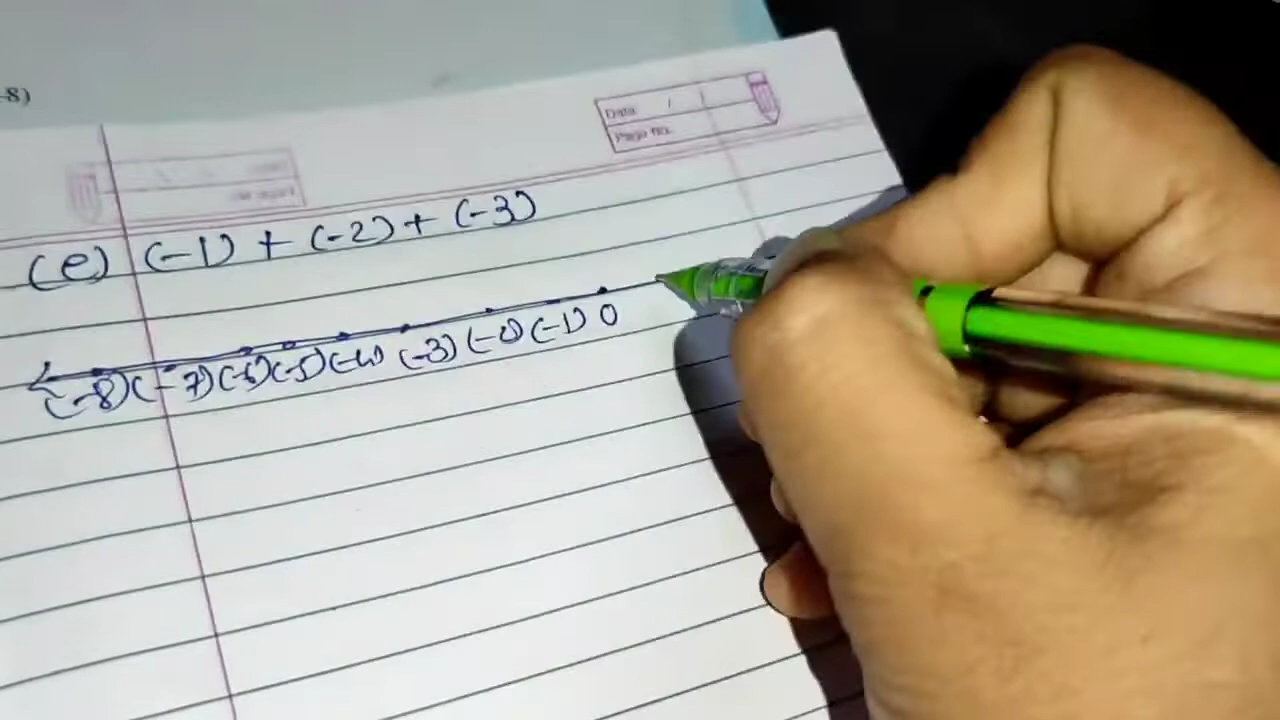 -8)
Date / /
Page No.
(e) (-1) + (-2) + (-3)
(-8) (-7) (-6) (-5) (-4) (-3) (-2) (-1) 0